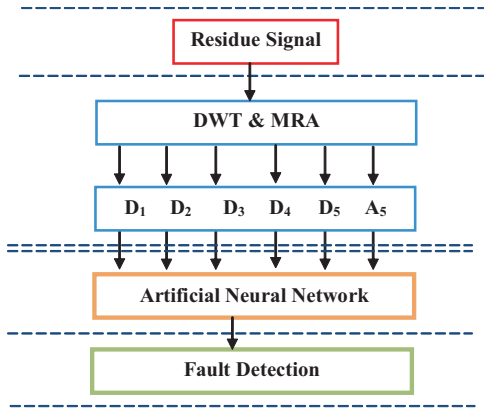 Residue Signal
DWT & MRA
D₁ D₂ D₃ D₄ D₅ A₅
Artificial Neural Network
Fault Detection